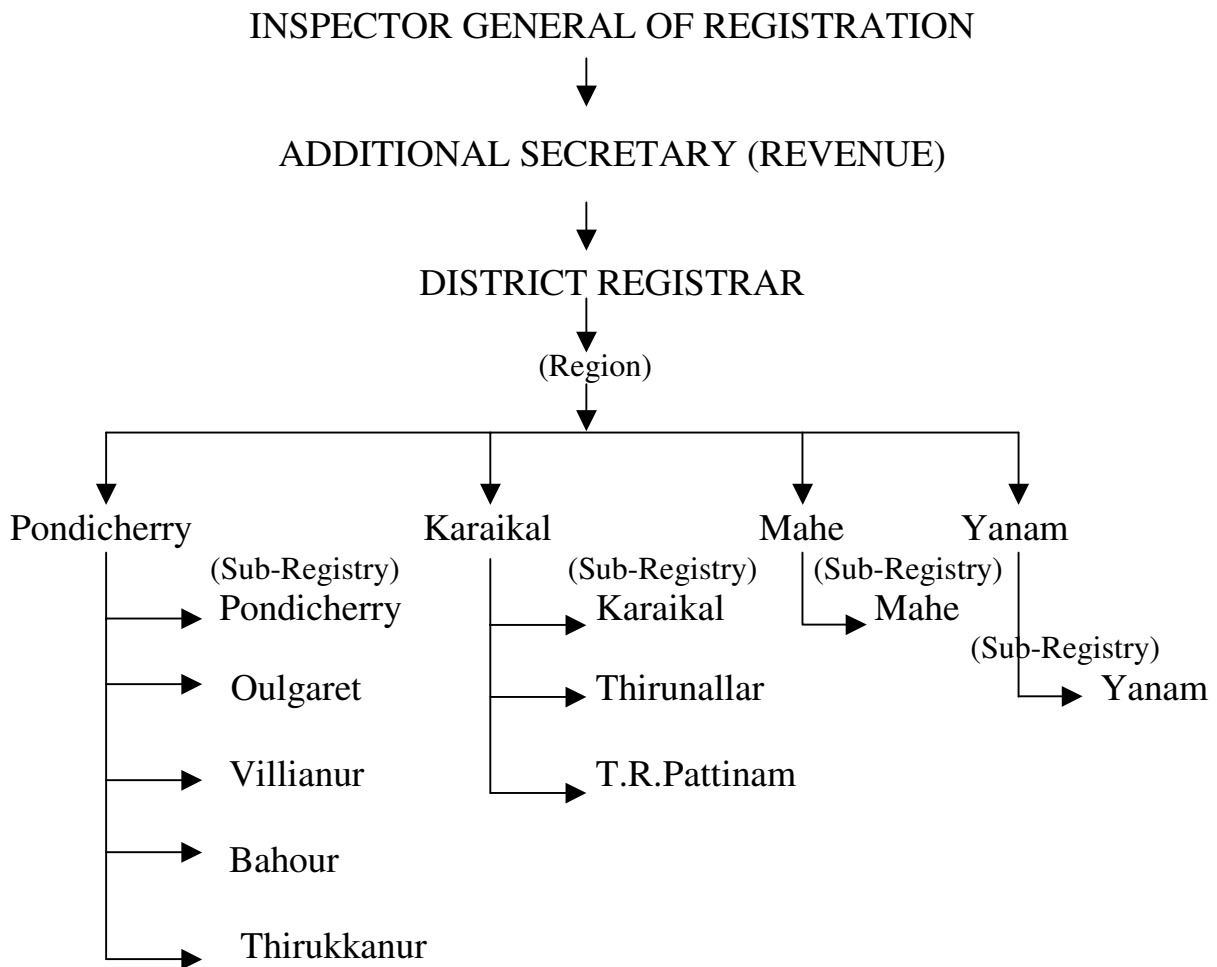 INSPECTOR GENERAL OF REGISTRATION
ADDITIONAL SECRETARY (REVENUE)
DISTRICT REGISTRAR
(Region)
Pondicherry
(Sub-Registry)
Pondicherry
Oulgaret
Villianur
Bahour
Thirukkanur
Karaikal
(Sub-Registry)
Karaikal
Thirunallar
T.R.Pattinam
Mahe
(Sub-Registry)
Mahe
Yanam
(Sub-Registry)
Yanam